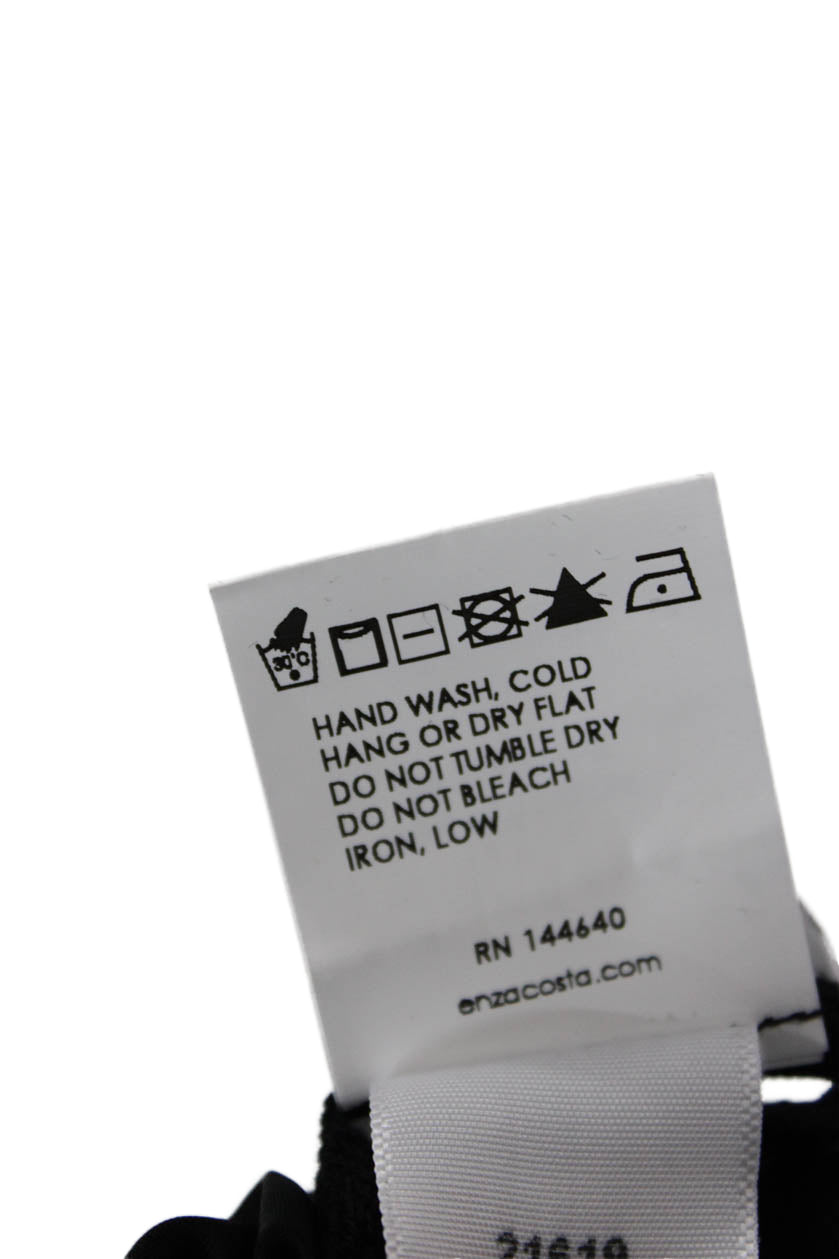 30°C
HAND WASH, COLD
HANG OR DRY FLAT
DO NOT TUMBLE DRY
DO NOT BLEACH
IRON, LOW
RN 144640
enzacosta.com
21619